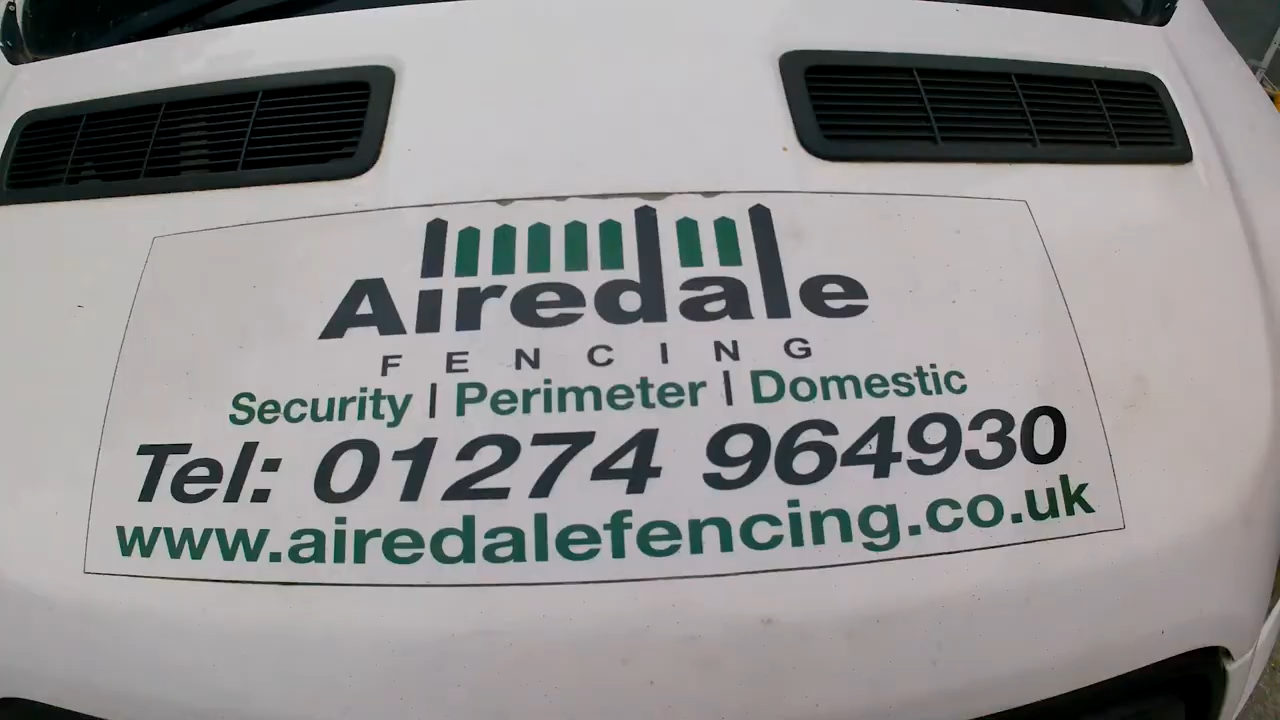 Airedale
FENCING
Security | Perimeter | Domestic
Tel: 01274 964930
www.airedalefencing.co.uk